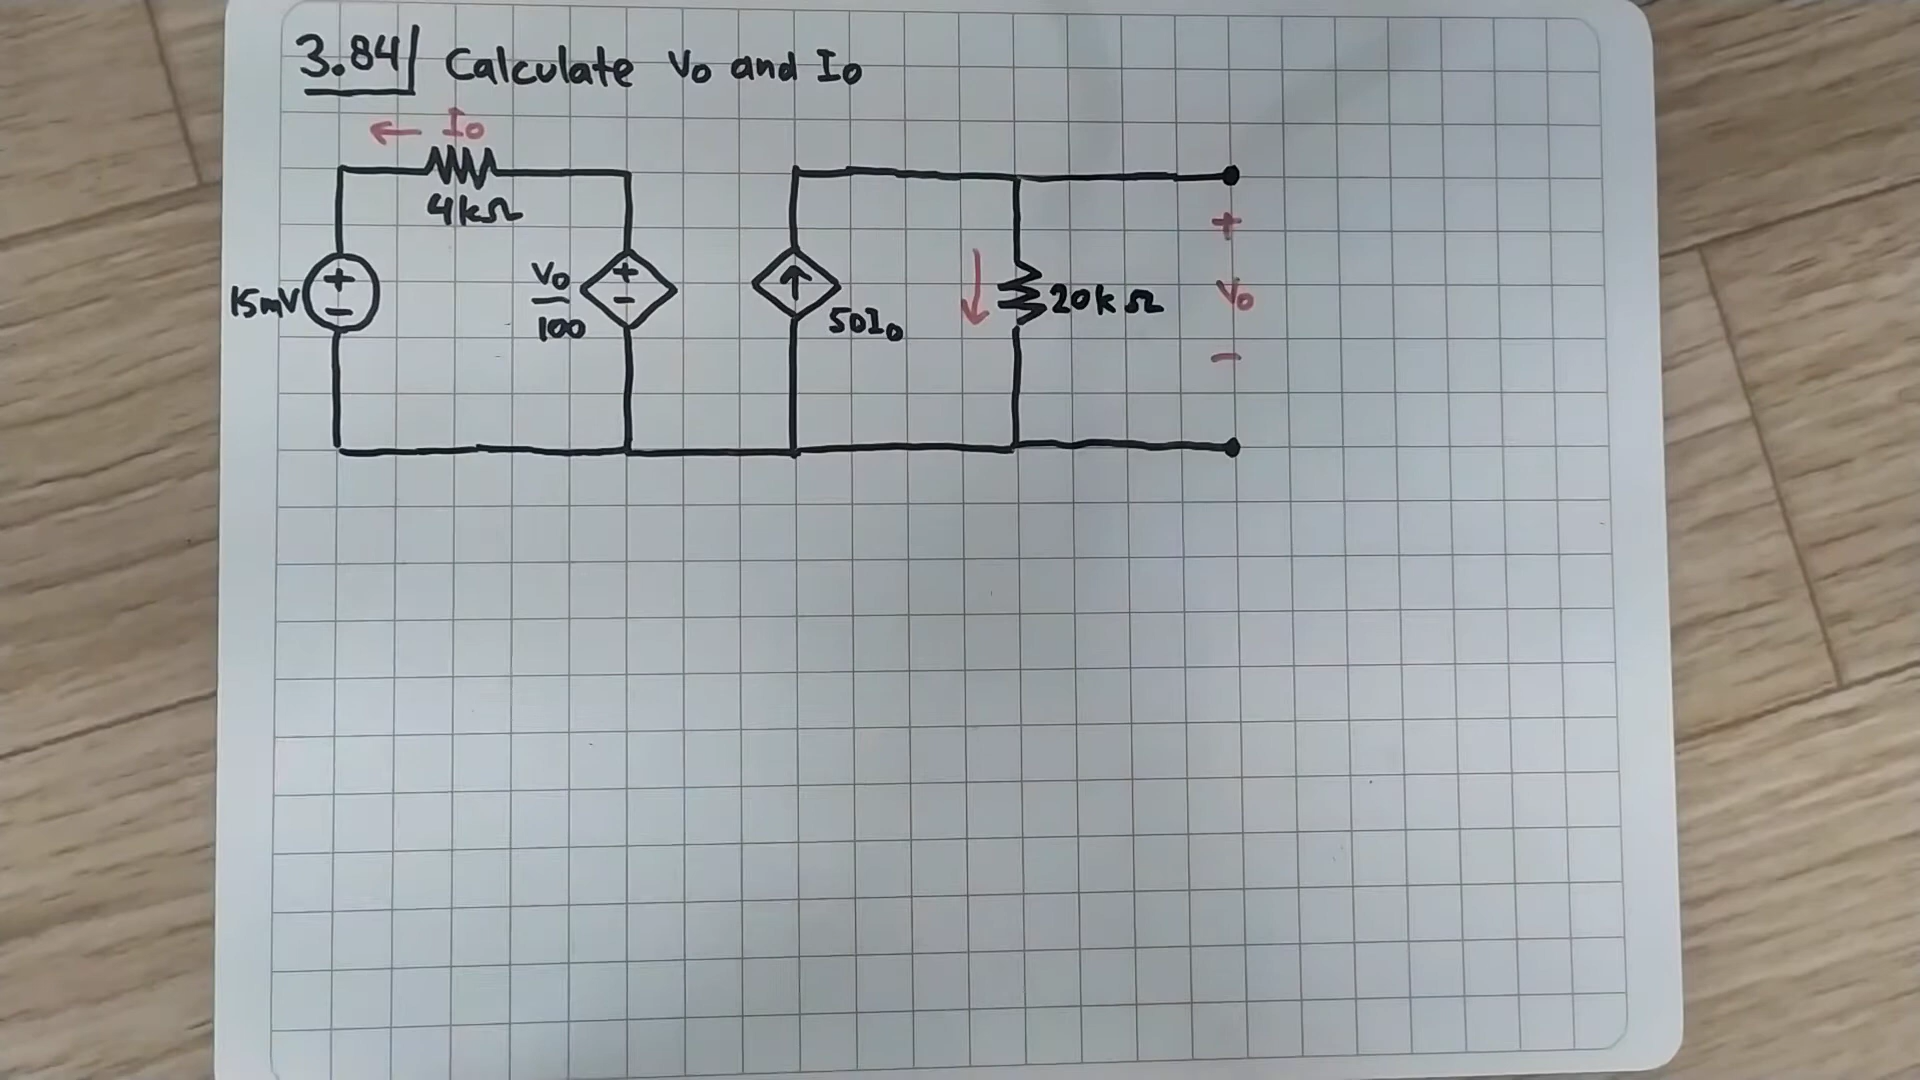 3.84 Calculate Vo and Io
← Io
4kΩ
15mV
+
-
Vo
100
+
-
↑
50Io
20kΩ
+
Vo
-